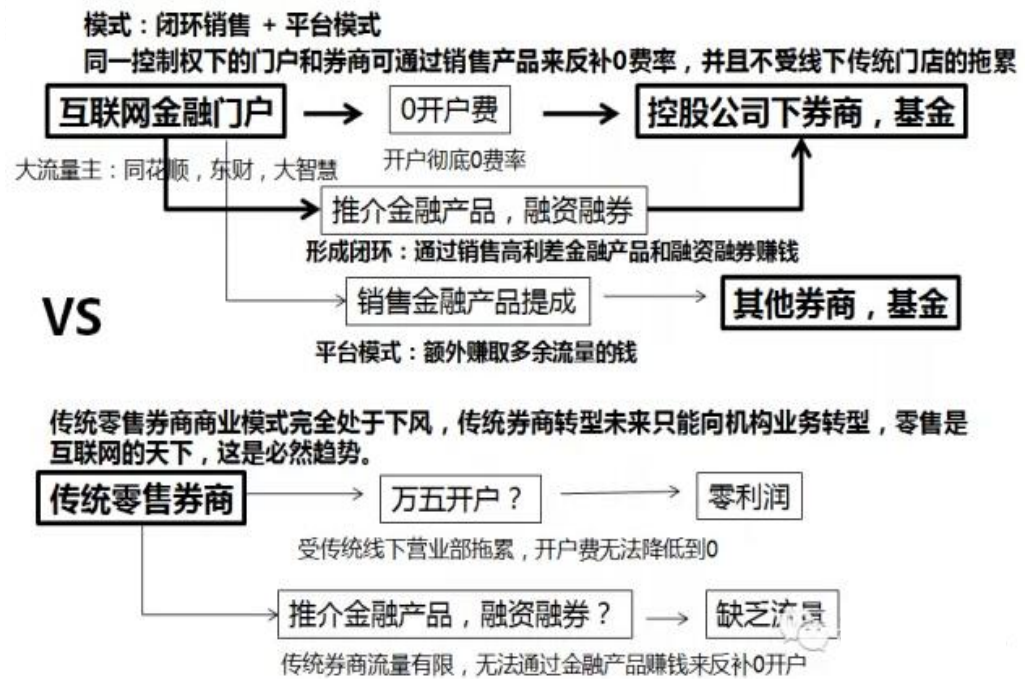 模式：闭环销售 + 平台模式
同一控制权下的门户和券商可通过销售产品来反补0费率，并且不受线下传统门店的拖累
互联网金融门户
0开户费
控股公司下券商，基金
大流量主：同花顺，东财，大智慧
开户彻底0费率
推介金融产品，融资融券
形成闭环：通过销售高利差金融产品和融资融券赚钱
销售金融产品提成
其他券商，基金
VS
平台模式：额外赚取多余流量的钱
传统零售券商商业模式完全处于下风，传统券商转型未来只能向机构业务转型，零售是
互联网的天下，这是必然趋势。
传统零售券商
万五开户？
零利润
受传统线下营业部拖累，开户费无法降低到0
推介金融产品，融资融券？
缺乏流量
传统券商流量有限，无法通过金融产品赚钱来反补0开户